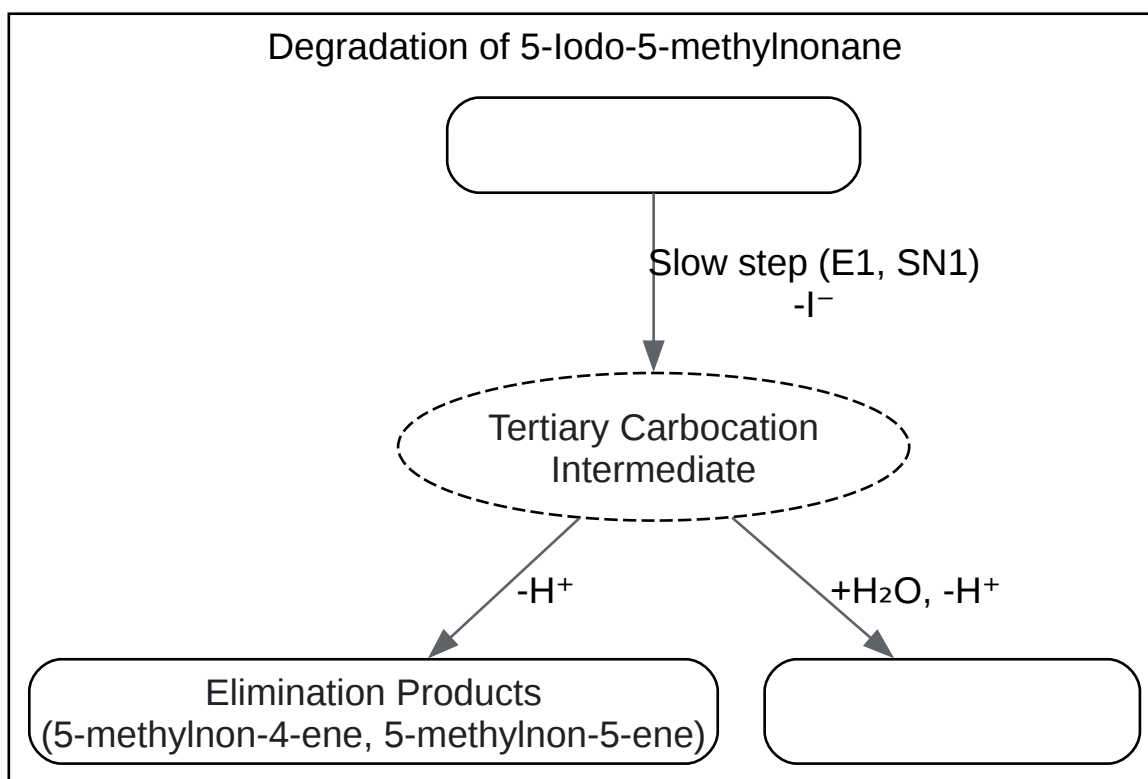 Degradation of 5-Iodo-5-methylnonane
Slow step (E1, SN1)
-I⁻
Tertiary Carbocation
Intermediate
-H⁺
+H₂O, -H⁺
Elimination Products
(5-methylnon-4-ene, 5-methylnon-5-ene)